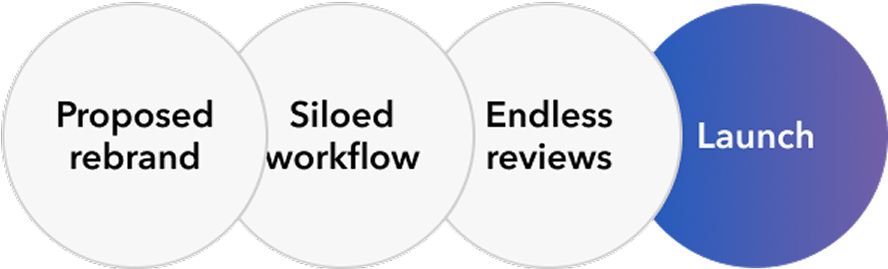 Proposed
rebrand
Siloed
workflow
Endless
reviews
Launch